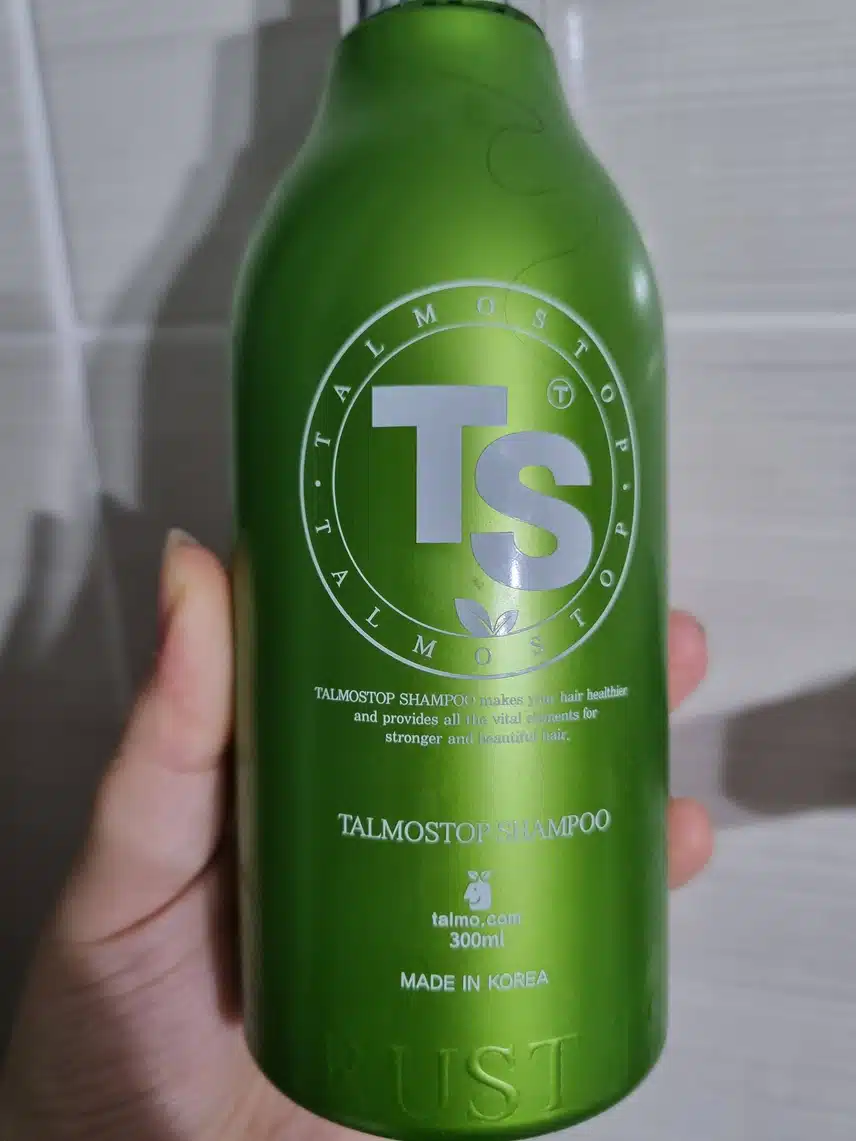 · TALMOSTOP ·
TS
T
TALMOSTOP
TALMOSTOP SHAMPOO makes your hair healthier
and provides all the vital elements for
stronger and beautiful hair.
TALMOSTOP SHAMPOO
talmo.com
300ml
MADE IN KOREA